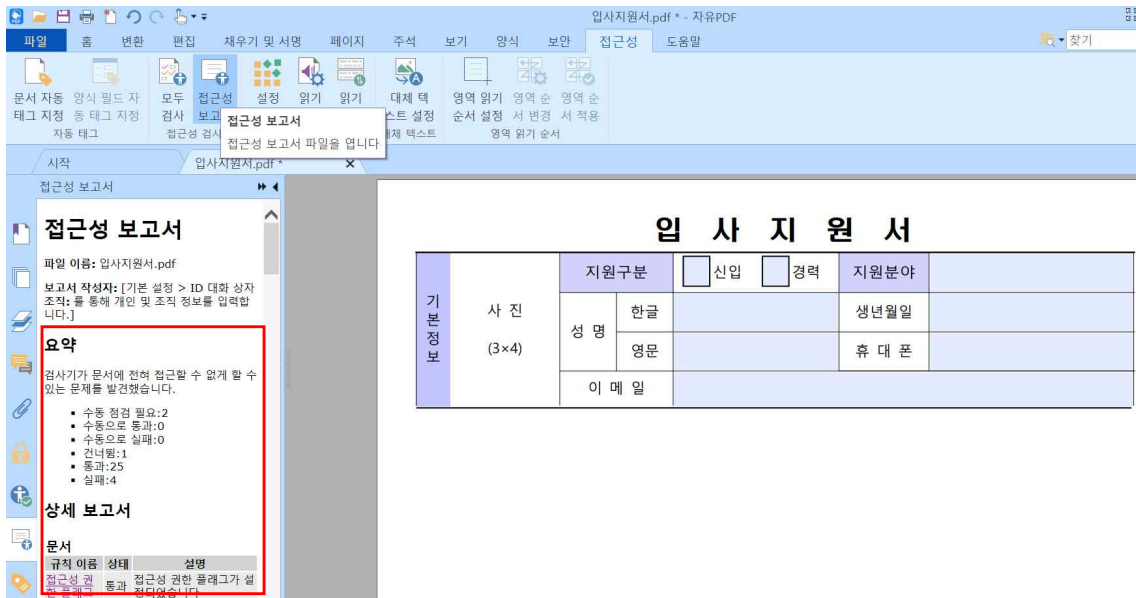 입사지원서.pdf * - 자유PDF
파일 홈 변환 편집 채우기 및 서명 페이지 주석 보기 양식 보안 접근성 도움말 찾기
문서 자동 양식 필드 자 모두 접근성 설정 읽기 읽기 대체 텍 영역 읽기 영역 순 영역 순
태그 지정 동 태그 지정 검사 보고 스트 설정 순서 설정 서 변경 서 적용
자동 태그 접근성 검사 대체 텍스트 영역 읽기 순서
접근성 보고서
접근성 보고서 파일을 엽니다
시작 입사지원서.pdf *
접근성 보고서
접근성 보고서
파일 이름: 입사지원서.pdf
보고서 작성자: [기본 설정 > ID 대화 상자
조직: 를 통해 개인 및 조직 정보를 입력합
니다.]
요약
검사기가 문서에 전혀 접근할 수 없게 할 수
있는 문제를 발견했습니다.
▪ 수동 점검 필요:2
▪ 수동으로 통과:0
▪ 수동으로 실패:0
▪ 건너뜀:1
▪ 통과:25
▪ 실패:4
상세 보고서
문서
규칙 이름 상태 설명
접근성 권 통과 접근성 권한 플래그가 설
한 플래그 정되었습니다
입 사 지 원 서
기본정보
사 진
(3×4)
지원구분 신입 경력 지원분야
성 명 한글 생년월일
영문 휴 대 폰
이 메 일